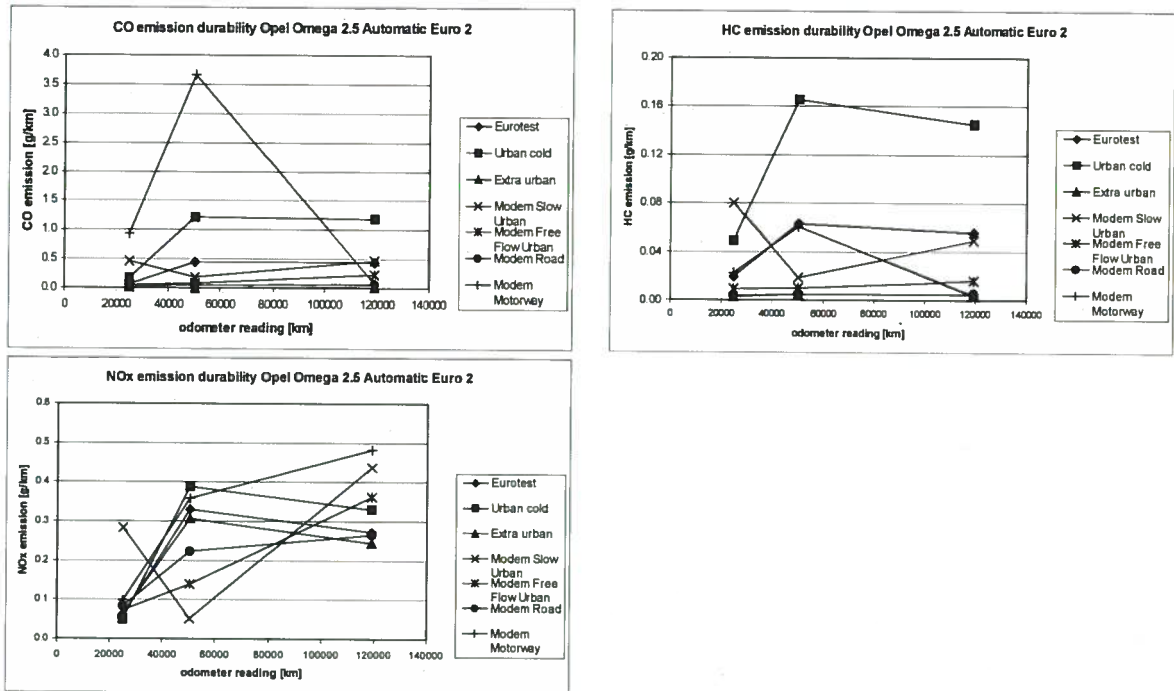 CO emission durability Opel Omega 2.5 Automatic Euro 2
4.0
3.5
3.0
2.5
2.0
1.5
1.0
0.5
0.0
CO emission [g/km]
0 20000 40000 60000 80000 100000 120000 140000
odometer reading [km]
Eurotest
Urban cold
Extra urban
Modem Slow
Urban
Modem Free
Flow Urban
Modem Road
Modem
Motorway
HC emission durability Opel Omega 2.5 Automatic Euro 2
0.20
0.16
0.12
0.08
0.04
0.00
HC emission [g/km]
0 20000 40000 60000 80000 100000 120000 140000
odometer reading [km]
Eurotest
Urban cold
Extra urban
Modem Slow
Urban
Modem Free
Flow Urban
Modem Road
Modem
Motorway
NOx emission durability Opel Omega 2.5 Automatic Euro 2
0.6
0.5
0.4
0.3
0.2
0.1
0.0
NOx emission [g/km]
0 20000 40000 60000 80000 100000 120000 140000
odometer reading [km]
Eurotest
Urban cold
Extra urban
Modem Slow
Urban
Modem Free
Flow Urban
Modem Road
Modem
Motorway